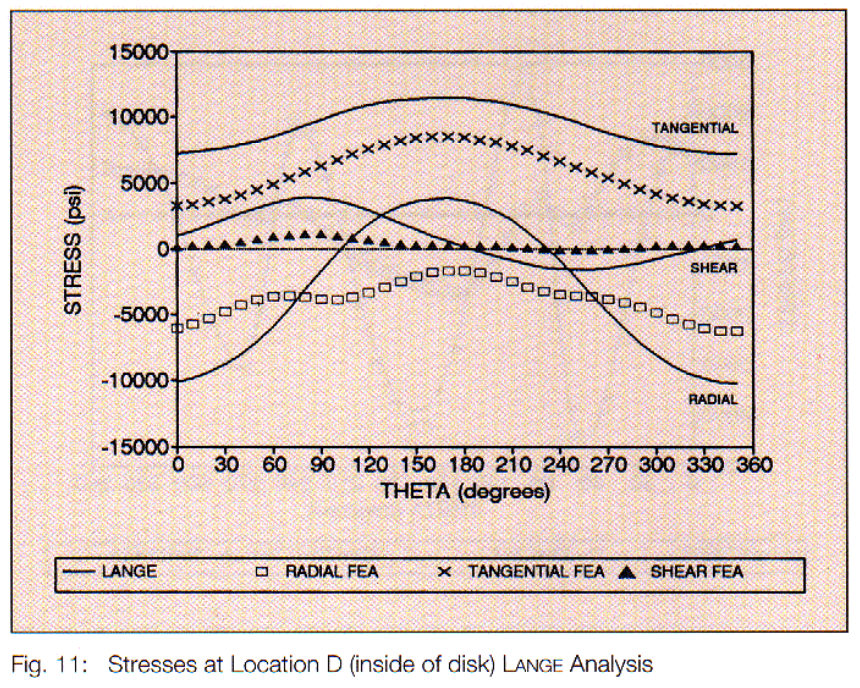 15000
10000
5000
0
-5000
-10000
-15000
STRESS (psi)
TANGENTIAL
SHEAR
RADIAL
0 30 60 90 120 150 180 210 240 270 300 330 360
THETA (degrees)
LANGE RADIAL FEA TANGENTIAL FEA SHEAR FEA
Fig. 11: Stresses at Location D (inside of disk) LANGE Analysis